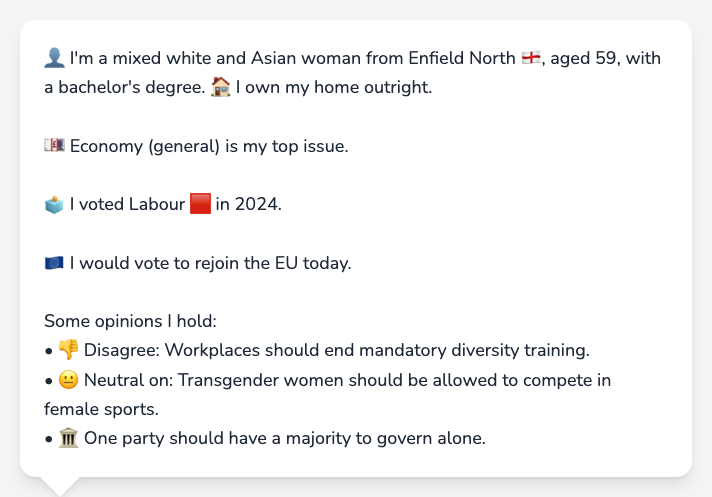 👤 I'm a mixed white and Asian woman from Enfield North 🏴󠁧󠁢󠁥󠁮󠁧󠁿, aged 59, with
a bachelor's degree. 🏠 I own my home outright.
💷 Economy (general) is my top issue.
🗳️ I voted Labour 🟥 in 2024.
🇪🇺 I would vote to rejoin the EU today.
Some opinions I hold:
• 👎 Disagree: Workplaces should end mandatory diversity training.
• 😐 Neutral on: Transgender women should be allowed to compete in
female sports.
• 🏛️ One party should have a majority to govern alone.